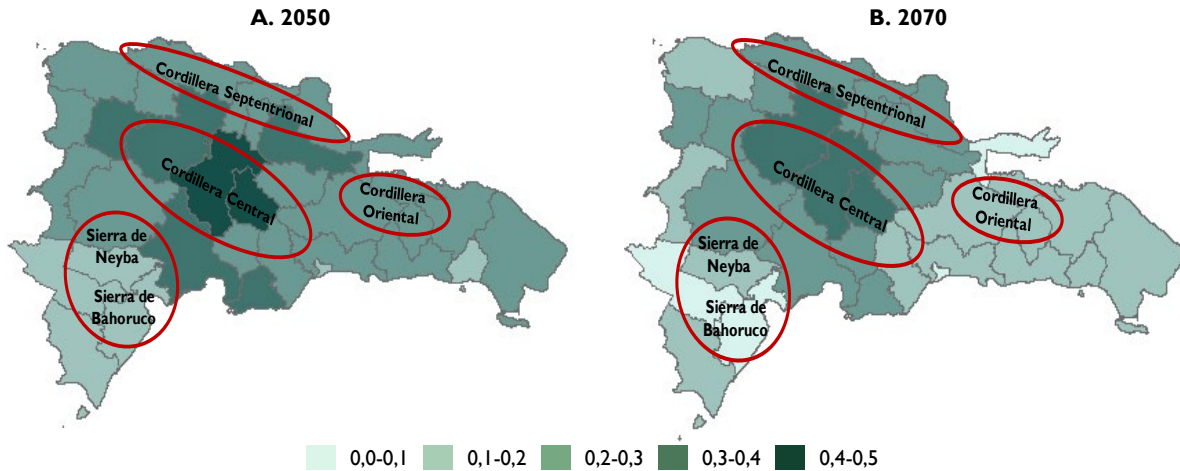 A. 2050
Cordillera Septentrional
Cordillera Central
Cordillera
Oriental
Sierra de
Neyba
Sierra de
Bahoruco
B. 2070
Cordillera Septentrional
Cordillera Central
Cordillera
Oriental
Sierra de
Neyba
Sierra de
Bahoruco
0,0-0,1
0,1-0,2
0,2-0,3
0,3-0,4
0,4-0,5